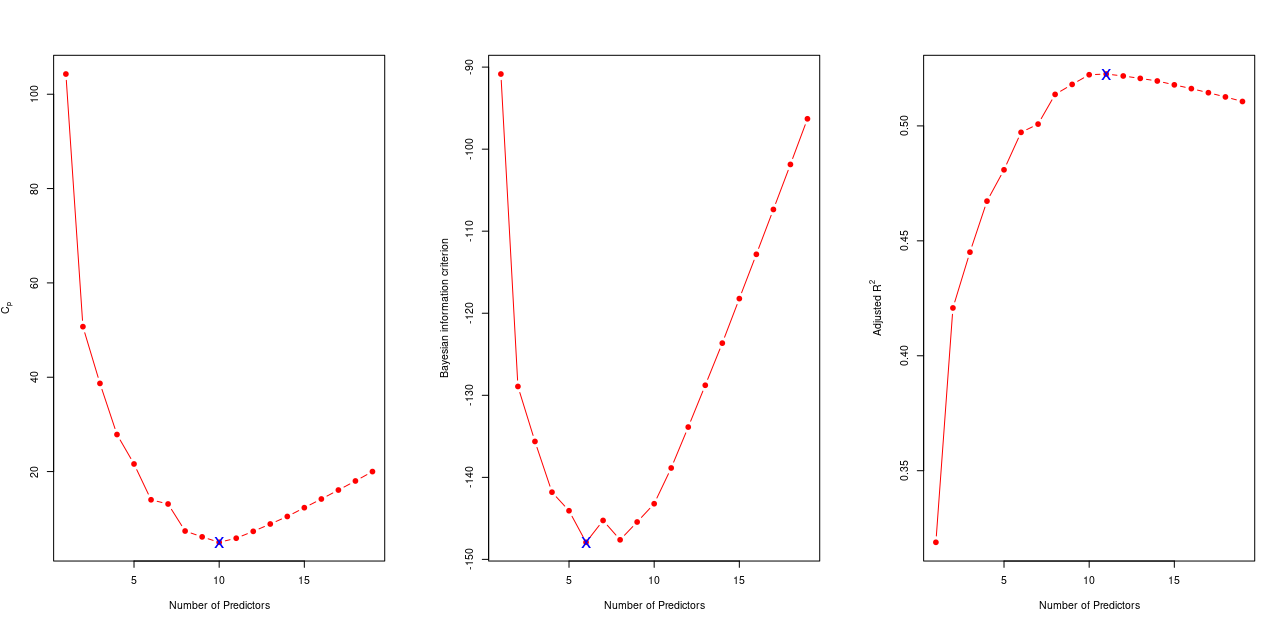 100
80
60
40
20
C_p
5
10
15
Number of Predictors
X
-90
-100
-110
-120
-130
-140
-150
Bayesian information criterion
5
10
15
Number of Predictors
X
0.50
0.45
0.40
0.35
Adjusted R²
5
10
15
Number of Predictors
X